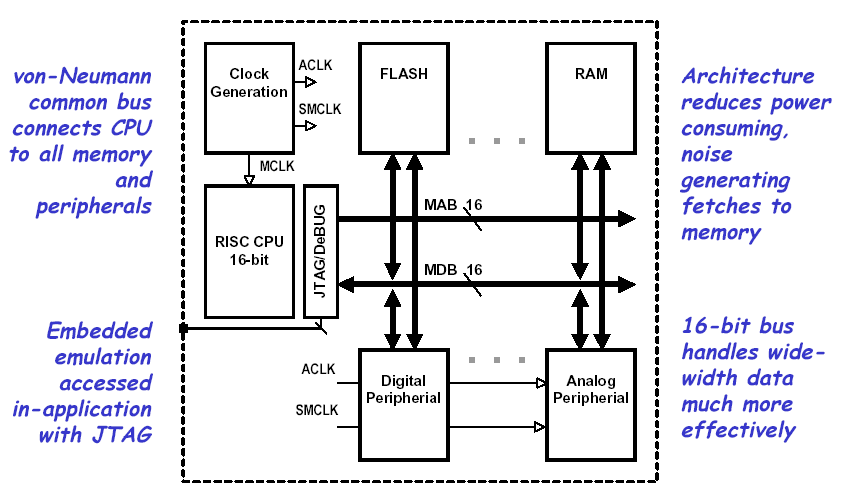 von-Neumann
common bus
connects CPU
to all memory
and
peripherals
Embedded
emulation
accessed
in-application
with JTAG
Clock
Generation
ACLK
SMCLK
MCLK
RISC CPU
16-bit
JTAG/DeBUG
FLASH
RAM
MAB 16
MDB 16
ACLK
SMCLK
Digital
Peripherial
Analog
Peripherial
Architecture
reduces power
consuming,
noise
generating
fetches to
memory
16-bit bus
handles wide-
width data
much more
effectively